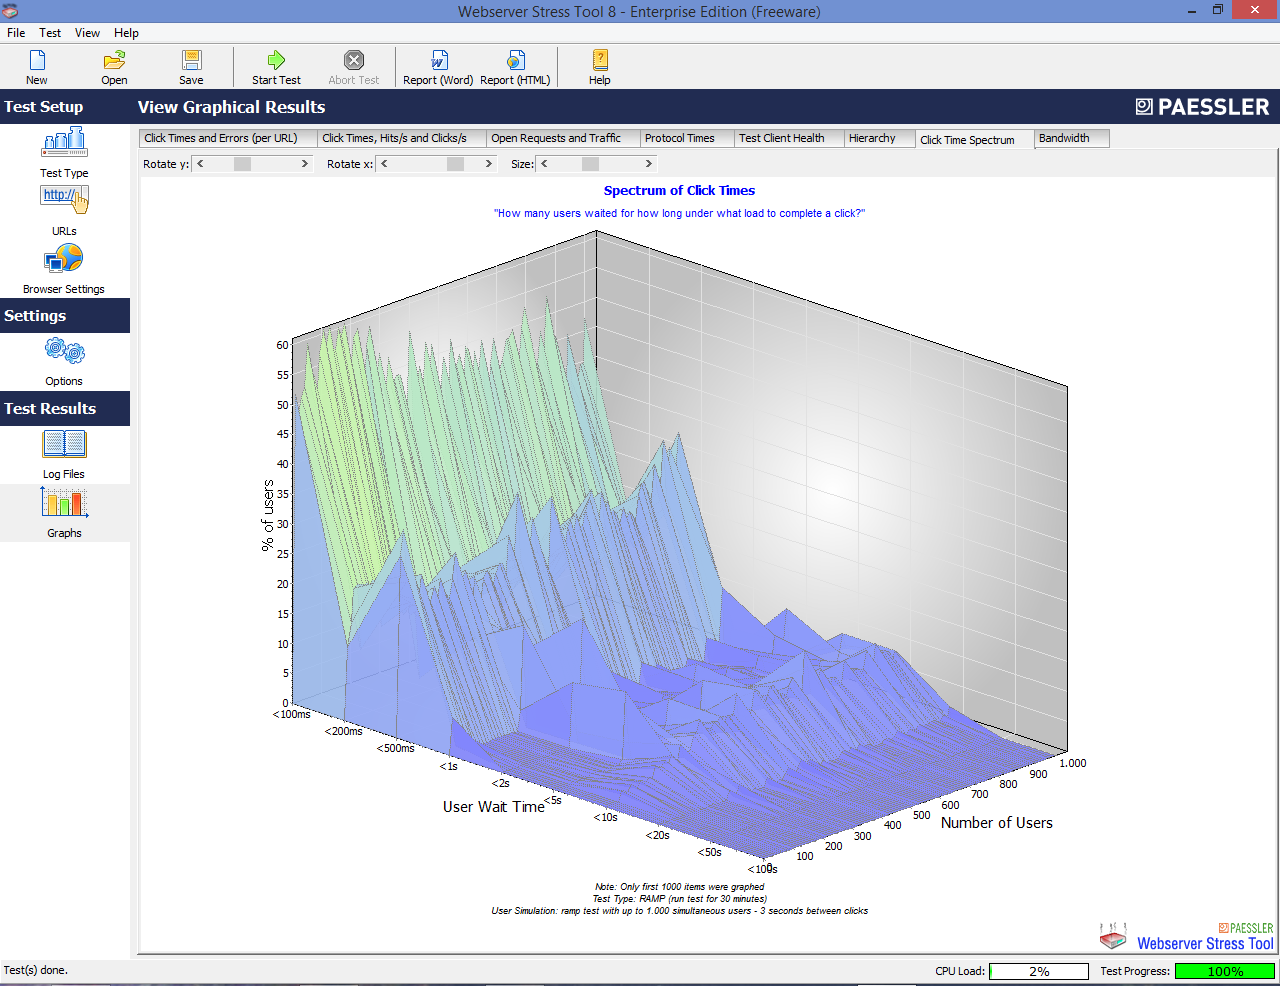 Webserver Stress Tool 8 - Enterprise Edition (Freeware)
File Test View Help
New Open Save Start Test Abort Test Report (Word) Report (HTML) Help
Test Setup
View Graphical Results
PAESSLER
Test Type
http://
URLs
Browser Settings
Settings
Options
Test Results
Log Files
Graphs
Click Times and Errors (per URL) Click Times, Hits/s and Clicks/s Open Requests and Traffic Protocol Times Test Client Health Hierarchy Click Time Spectrum Bandwidth
Rotate y: Rotate x: Size:
Spectrum of Click Times
"How many users waited for how long under what load to complete a click?"
60
55
50
45
40
35
30
25
20
15
10
5
0
% of users
<100ms
<200ms
<500ms
<1s
<2s
<5s
<10s
<20s
<50s
<100s
User Wait Time
0
100
200
300
400
500
600
700
800
900
1.000
Number of Users
Note: Only first 1000 items were graphed
Test Type: RAMP (run test for 30 minutes)
User Simulation: ramp test with up to 1.000 simultaneous users - 3 seconds between clicks
PAESSLER
Webserver Stress Tool
Test(s) done.
CPU Load: 2% Test Progress: 100%